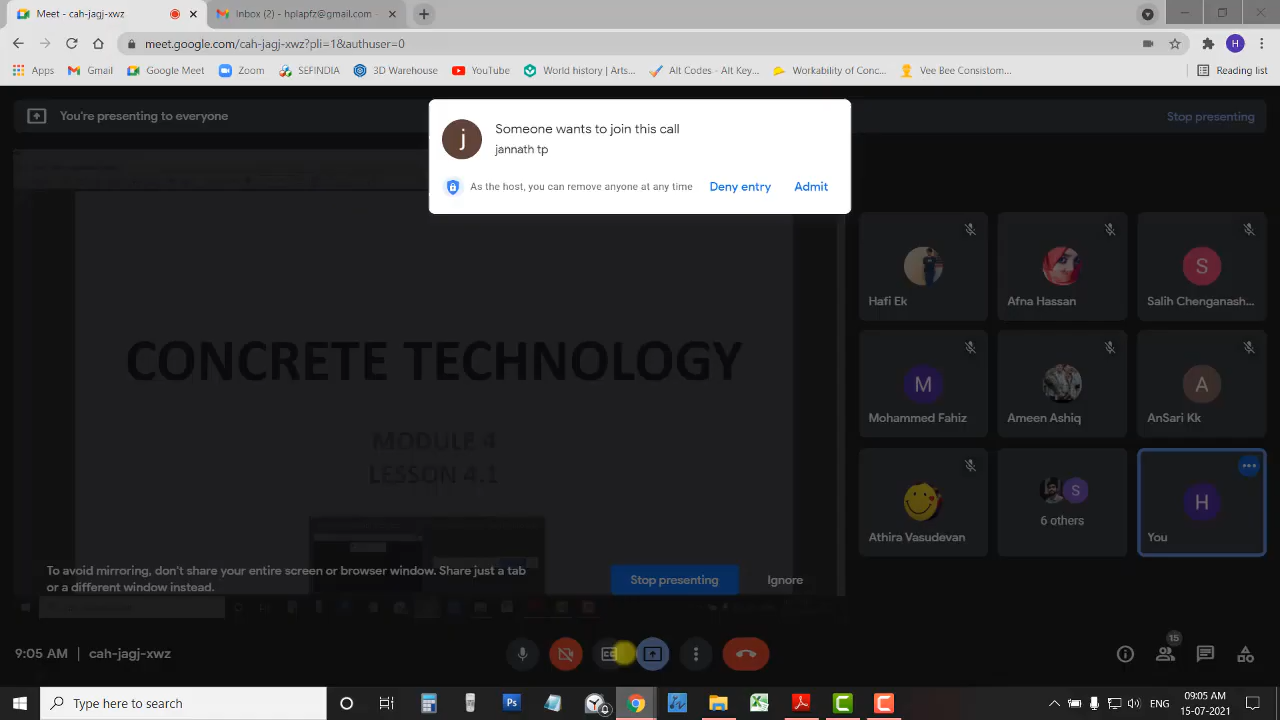 Meet - cah-jagj-xwz
Inbox (2) - hplapfz@gmail.com -
meet.google.com/cah-jagj-xwz?pli=1&authuser=0
H
Apps
Gmail
Google Meet
Zoom
SEFINDIA
3D Warehouse
YouTube
World history | Arts...
Alt Codes - Alt Key...
Workability of Conc...
Vee Bee Consistom...
Reading list
You're presenting to everyone
Stop presenting
j
Someone wants to join this call
jannath tp
As the host, you can remove anyone at any time
Deny entry
Admit
CONCRETE TECHNOLOGY
MODULE 4
LESSON 4.1
Hafi Ek
Afna Hassan
S
Salih Chenganash...
M
Mohammed Fahiz
Ameen Ashiq
A
AnSari Kk
Athira Vasudevan
S
6 others
H
You
To avoid mirroring, don't share your entire screen or browser window. Share just a tab
or a different window instead.
Stop presenting
Ignore
9:05 AM | cah-jagj-xwz
15
Type here to search
Ps
ENG
09:05 AM
15-07-2021